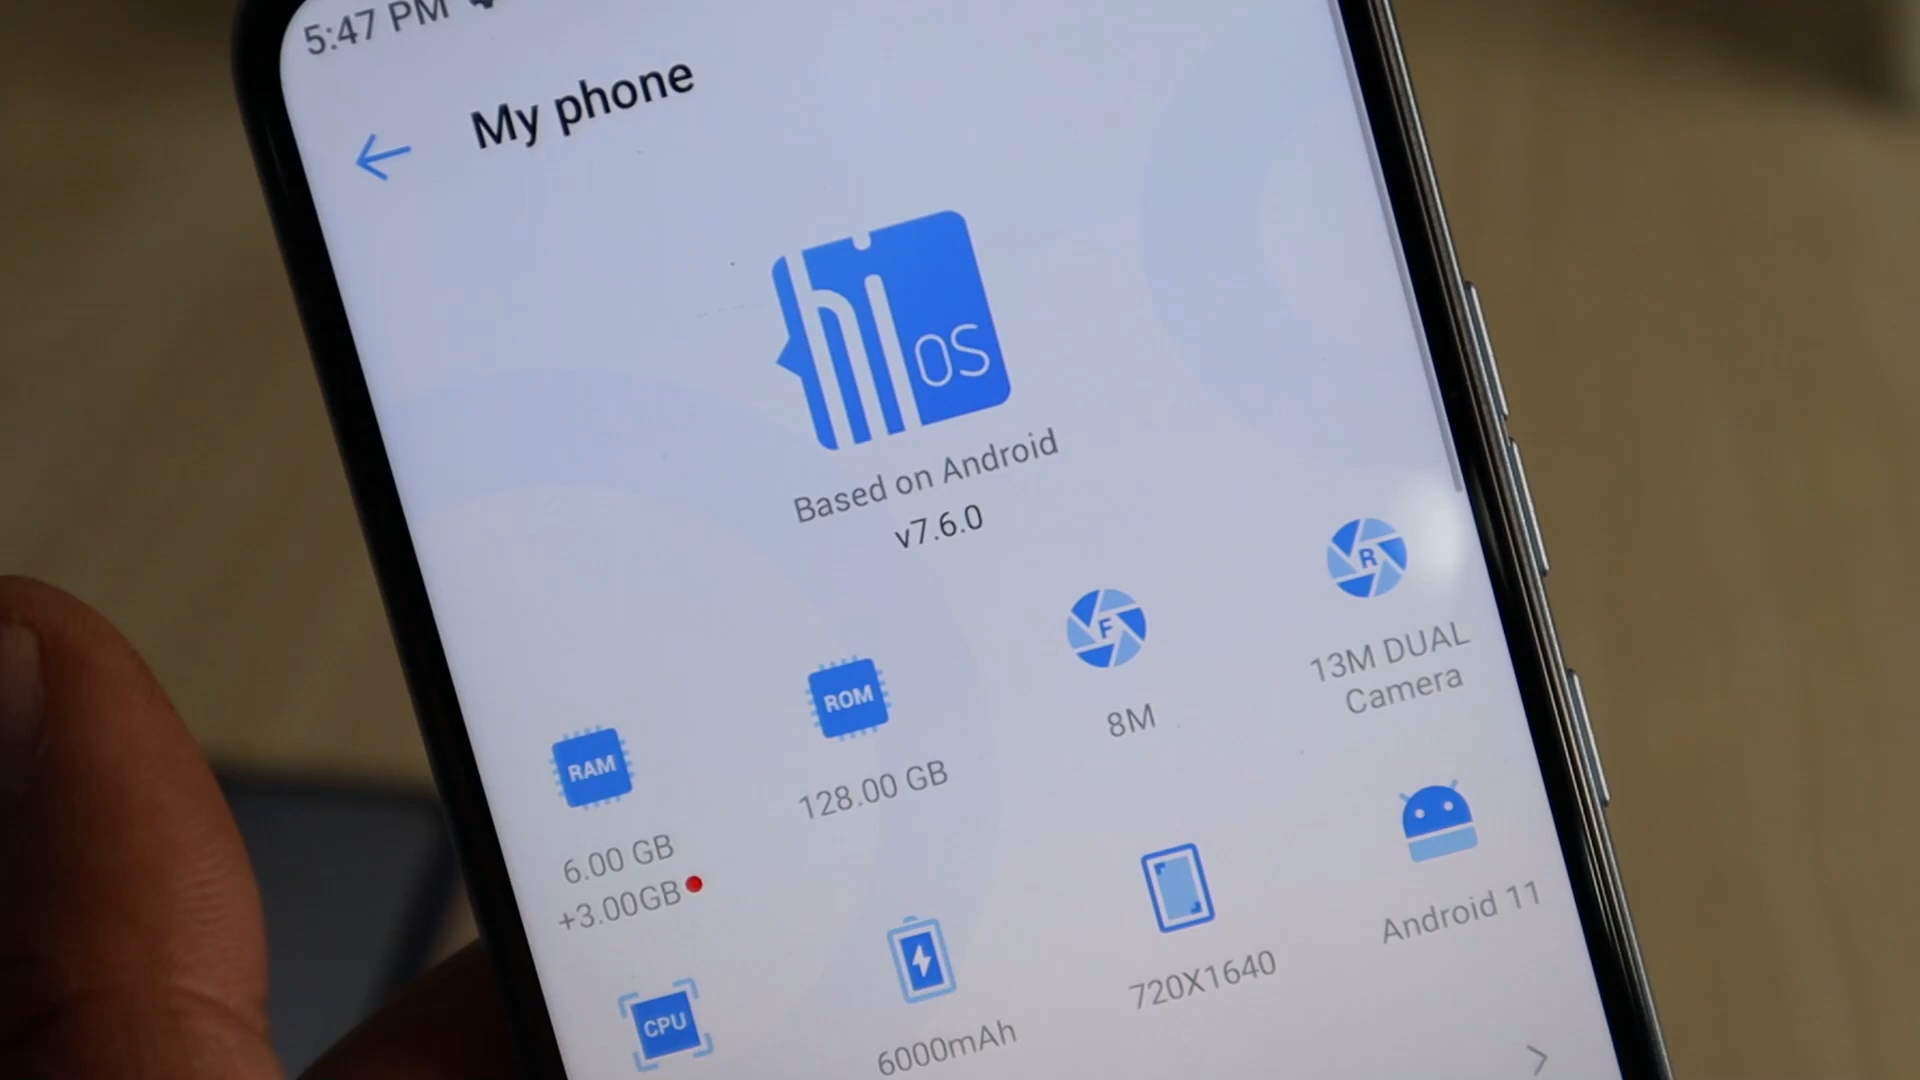 5:47 PM
My phone
hiOS
Based on Android
v7.6.0
RAM
6.00 GB
+3.00GB
ROM
128.00 GB
F
8M
R
13M DUAL
Camera
CPU
6000mAh
720X1640
Android 11